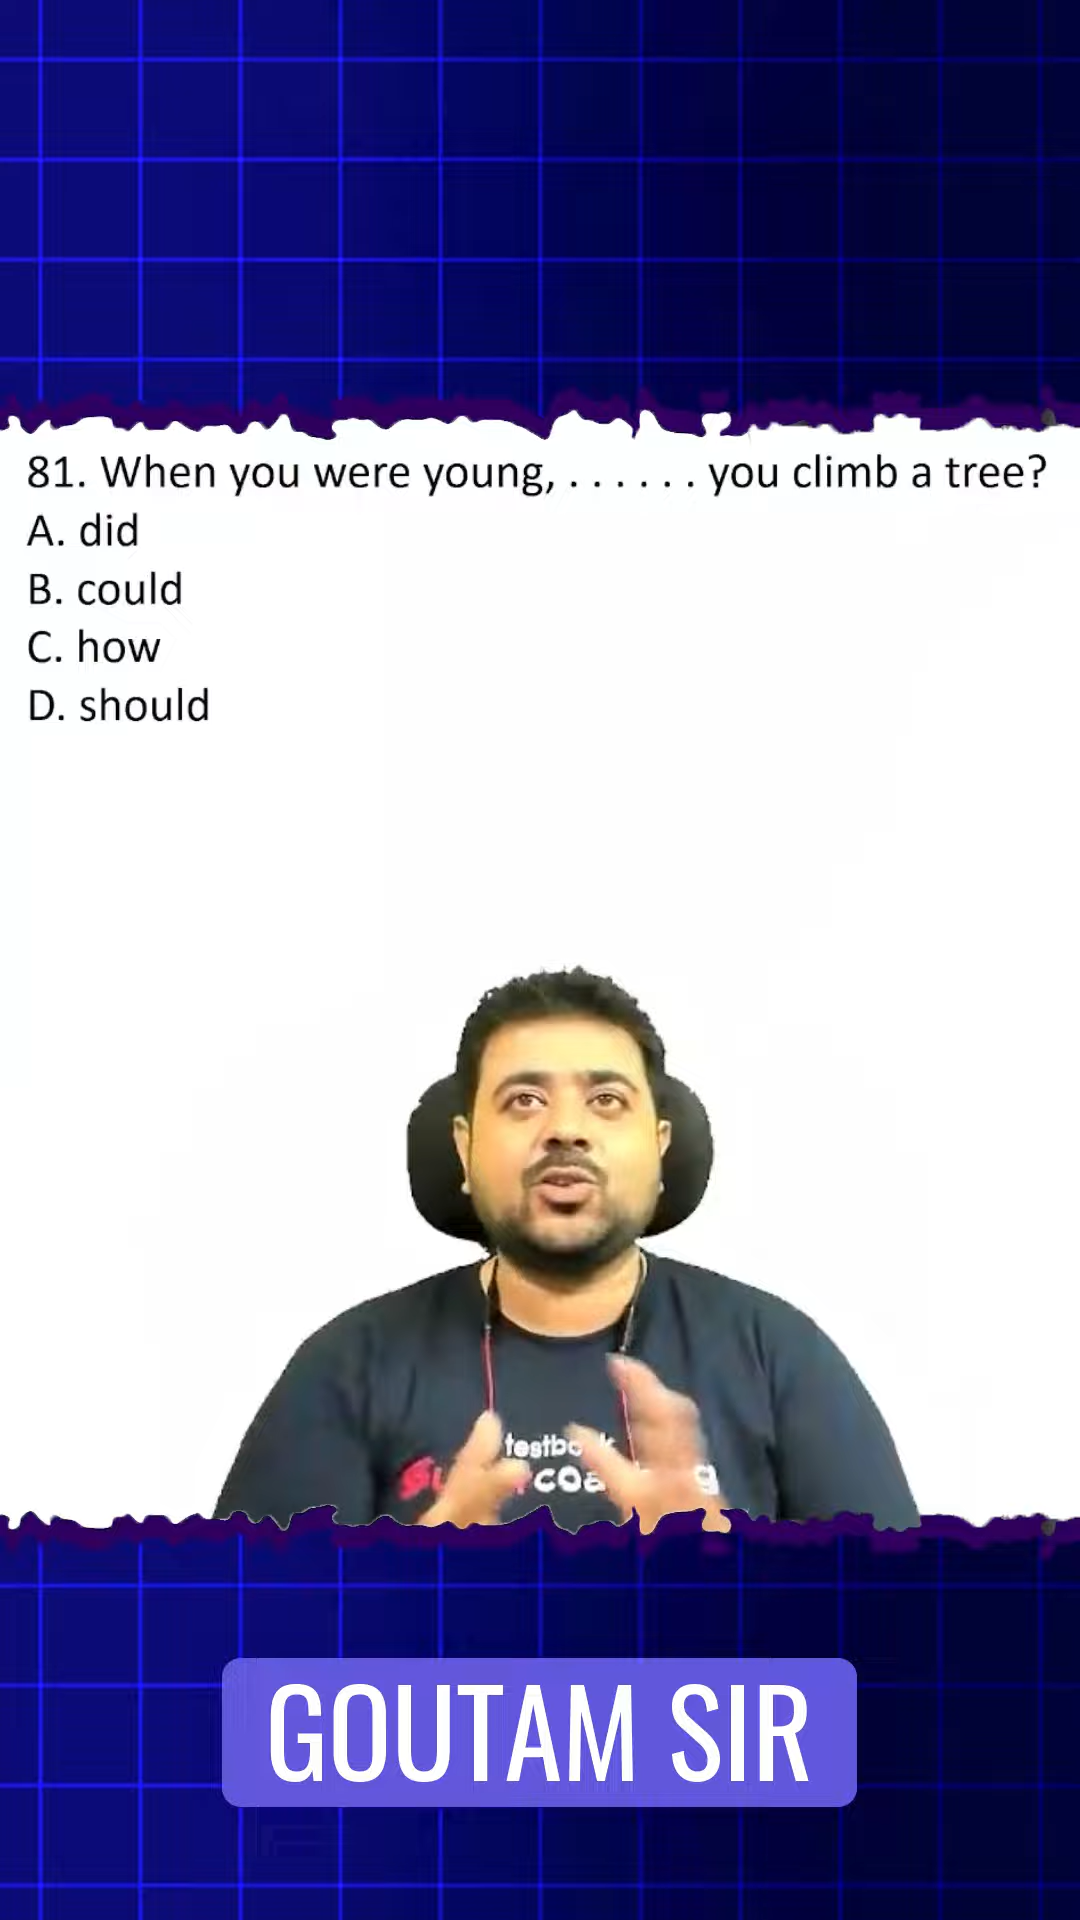 81. When you were young, . . . . . . you climb a tree?
A. did
B. could
C. how
D. should
GOUTAM SIR